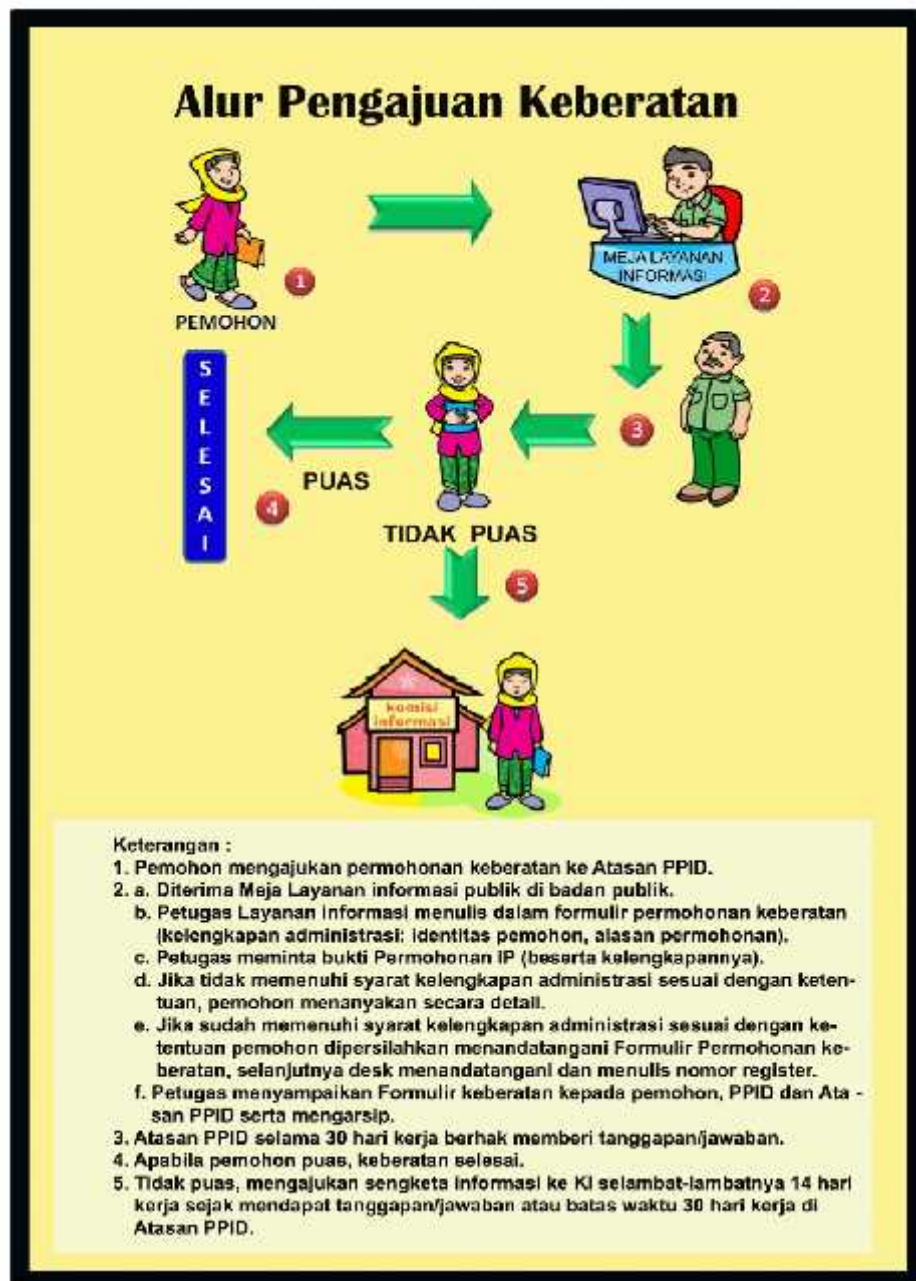 Alur Pengajuan Keberatan
MEJA LAYANAN
INFORMASI
1
2
PEMOHON
S
E
L
E
S
A
I
3
PUAS
4
TIDAK PUAS
5
komisi
informasi
Keterangan :
1. Pemohon mengajukan permohonan keberatan ke Atasan PPID.
2. a. Diterima Meja Layanan informasi publik di badan publik.
b. Petugas Layanan Informasi menulis dalam formulir permohonan keberatan
(kelengkapan administrasi: identitas pemohon, alasan permohonan).
c. Petugas meminta bukti Permohonan IP (beserta kelengkapannya).
d. Jika tidak memenuhi syarat kelengkapan administrasi sesuai dengan keten-
tuan, pemohon menanyakan secara detail.
e. Jika sudah memenuhi syarat kelengkapan administrasi sesuai dengan ke-
tentuan pemohon dipersilahkan menandatangani Formulir Permohonan ke-
beratan, selanjutnya desk menandatangani dan menulis nomor register.
f. Petugas menyampaikan Formulir keberatan kepada pemohon, PPID dan Ata -
san PPID serta mengarsip.
3. Atasan PPID selama 30 hari kerja berhak memberi tanggapan/jawaban.
4. Apabila pemohon puas, keberatan selesai.
5. Tidak puas, mengajukan sengketa informasi ke KI selambat-lambatnya 14 hari
kerja sejak mendapat tanggapan/jawaban atau batas waktu 30 hari kerja di
Atasan PPID.